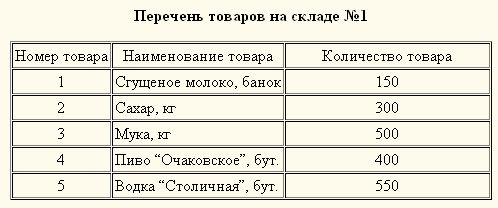 Перечень товаров на складе №1
Номер товара Наименование товара Количество товара
1 Сгущеное молоко, банок 150
2 Сахар, кг 300
3 Мука, кг 500
4 Пиво “Очаковское”, бут. 400
5 Водка “Столичная”, бут. 550